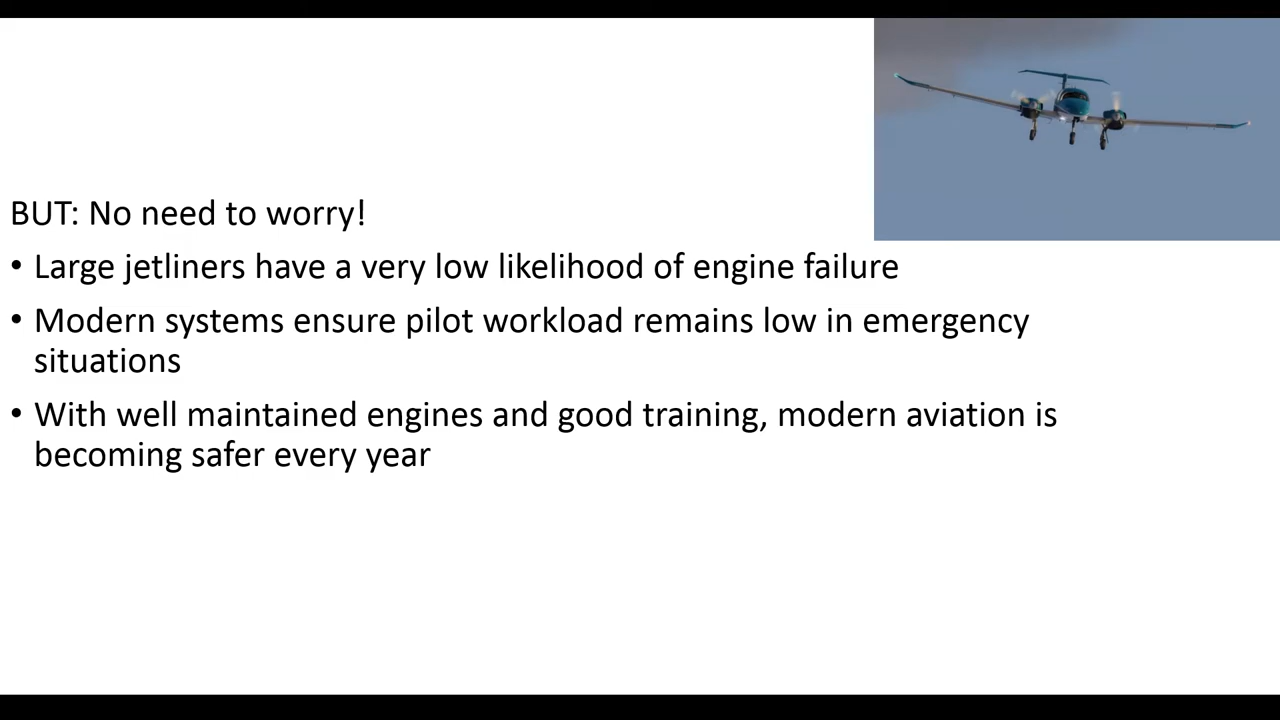 BUT: No need to worry!
• Large jetliners have a very low likelihood of engine failure
• Modern systems ensure pilot workload remains low in emergency
situations
• With well maintained engines and good training, modern aviation is
becoming safer every year